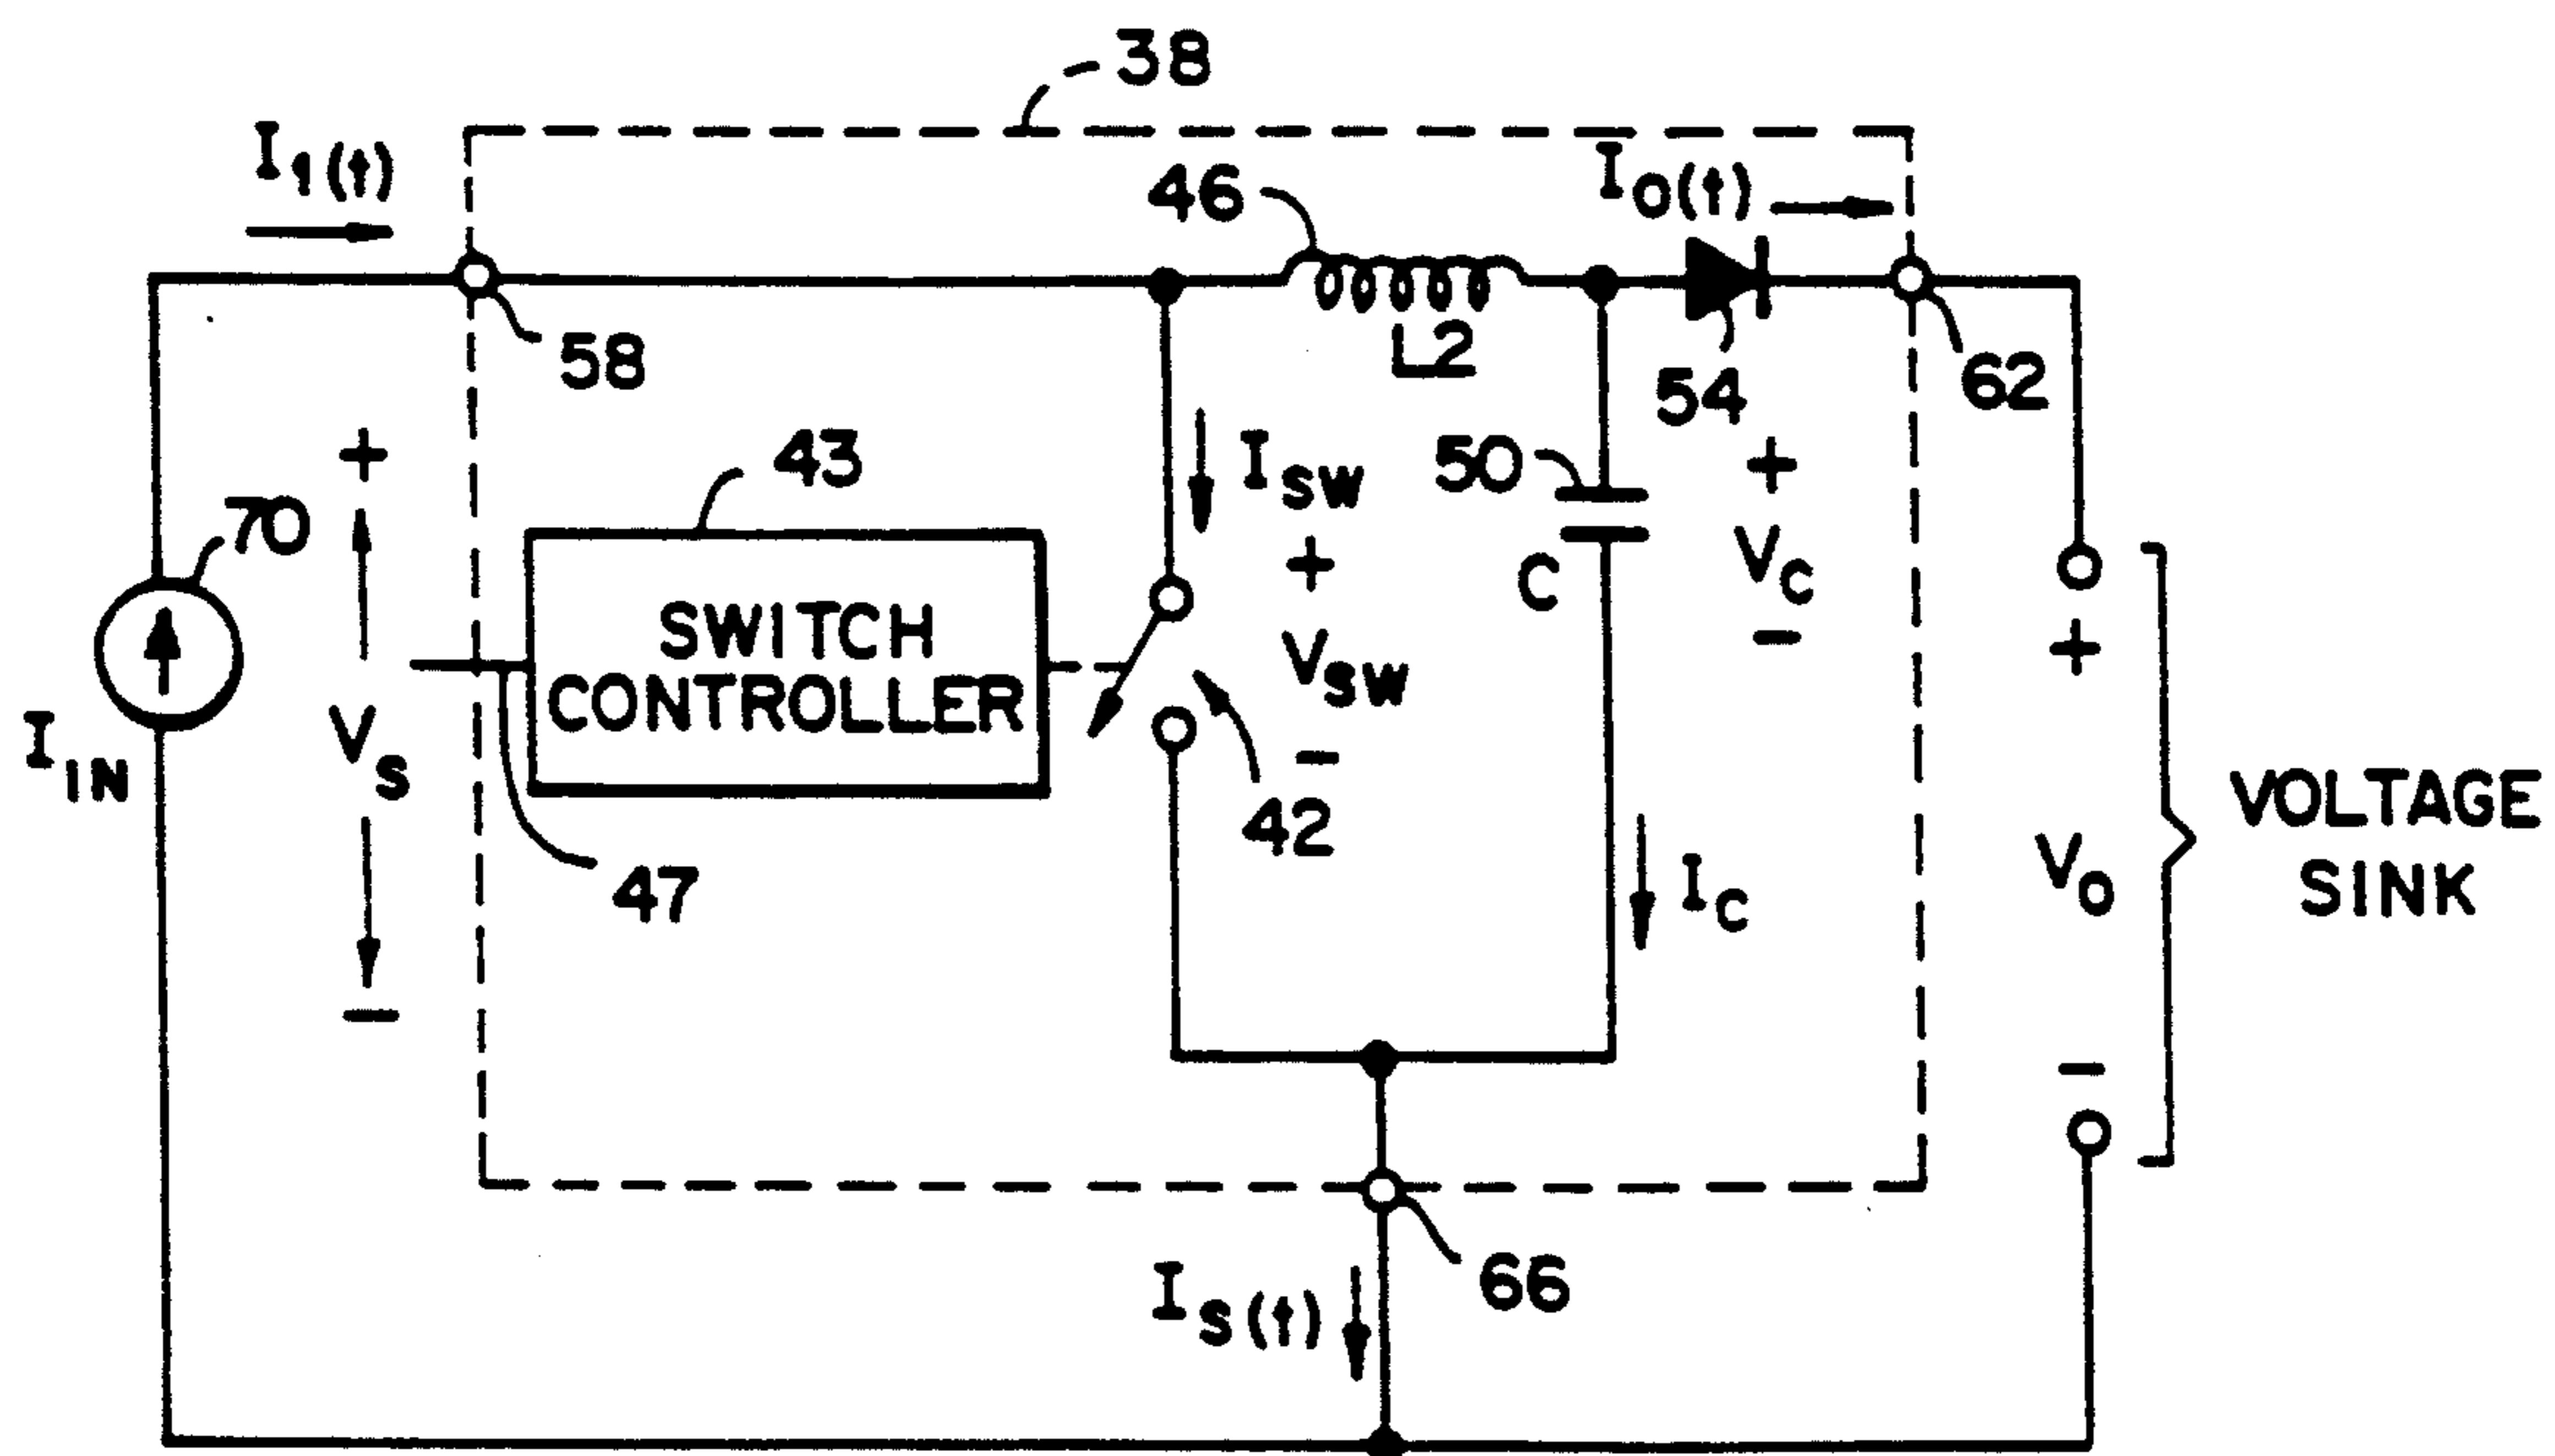 38
I1(t)
IO(t)
46
58
L2
54
62
43
ISW
50
+
+
70
+
SWITCH
CONTROLLER
C
VC
-
+
VSW
-
IIN
VS
42
VOLTAGE
SINK
VO
47
IC
-
-
66
IS(t)